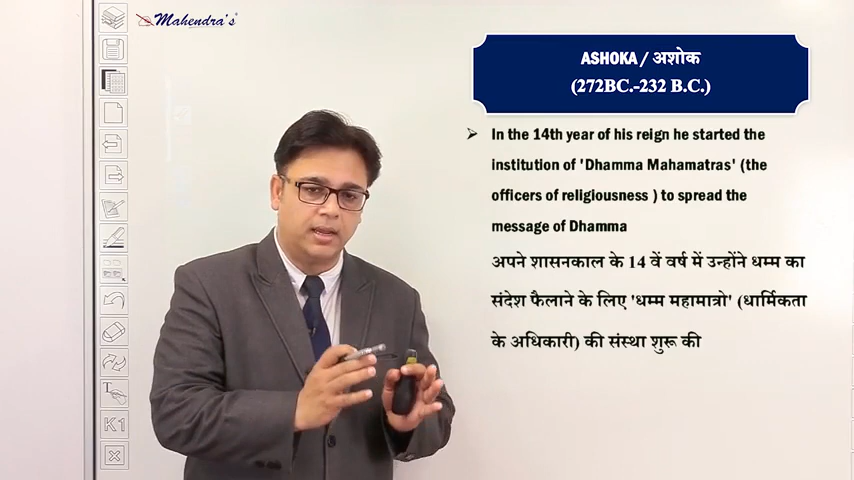 Mahendra's
ASHOKA / अशोक
(272BC.-232 B.C.)
In the 14th year of his reign he started the
institution of 'Dhamma Mahamatras' (the
officers of religiousness ) to spread the
message of Dhamma
अपने शासनकाल के 14 वें वर्ष में उन्होंने धम्म का
संदेश फैलाने के लिए 'धम्म महामात्रो' (धार्मिकता
के अधिकारी) की संस्था शुरू की
K1